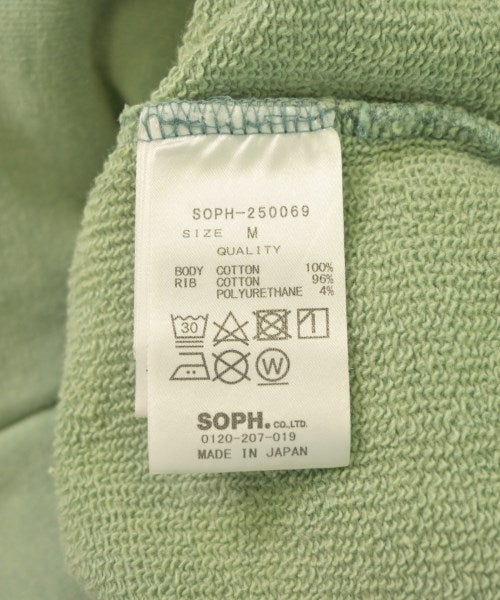 SOPH-250069
SIZE M
QUALITY
BODY COTTON 100%
RIB COTTON 96%
POLYURETHANE 4%
30
W
SOPH. CO.,LTD.
0120-207-019
MADE IN JAPAN